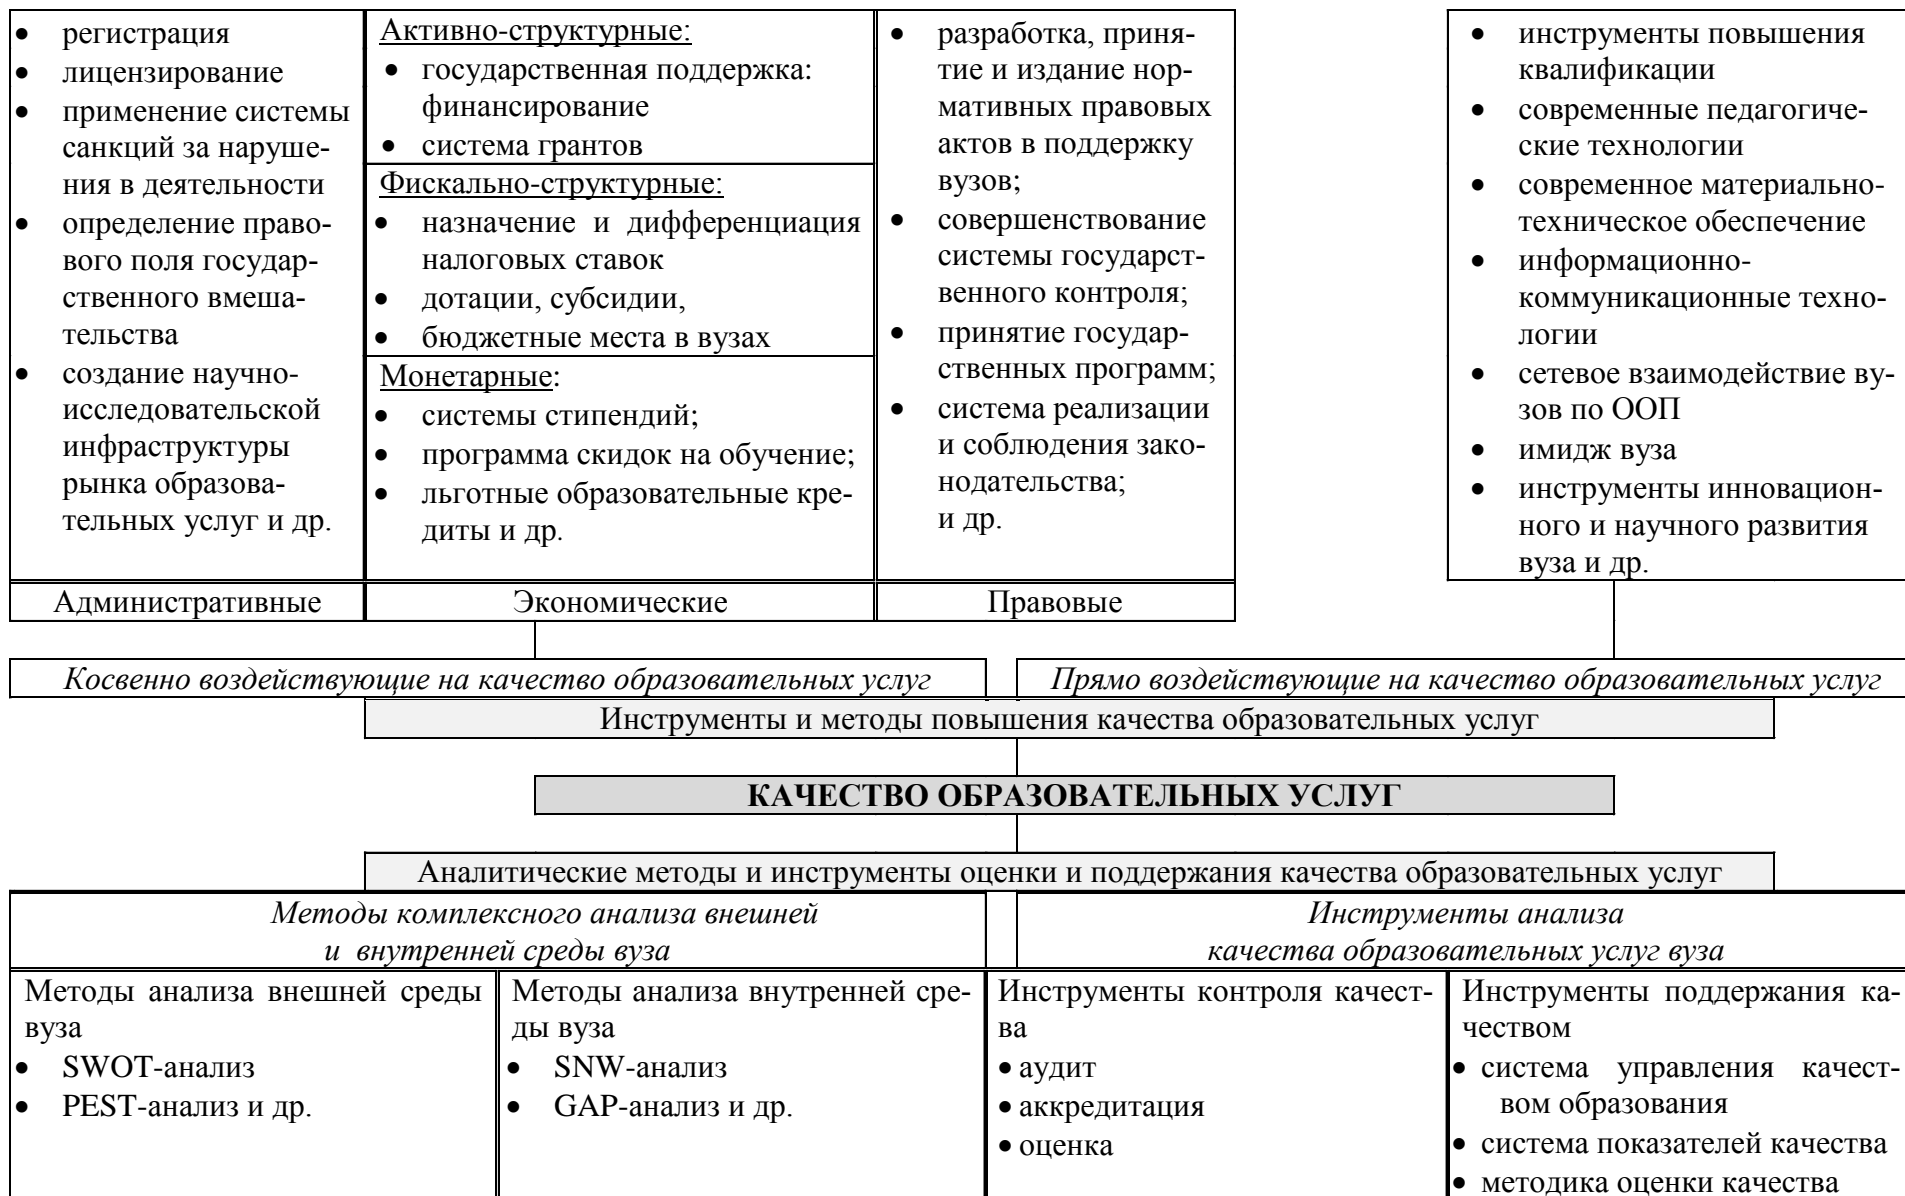 • регистрация
• лицензирование
• применение системы
санкций за наруше-
ния в деятельности
• определение право-
вого поля государ-
ственного вмеша-
тельства
• создание научно-
исследовательской
инфраструктуры
рынка образова-
тельных услуг и др.
Административные
Активно-структурные:
• государственная поддержка:
финансирование
• система грантов
Фискально-структурные:
• назначение и дифференциация
налоговых ставок
• дотации, субсидии,
• бюджетные места в вузах
Монетарные:
• системы стипендий;
• программа скидок на обучение;
• льготные образовательные кре-
диты и др.
Экономические
• разработка, приня-
тие и издание нор-
мативных правовых
актов в поддержку
вузов;
• совершенствование
системы государст-
венного контроля;
• принятие государ-
ственных программ;
• система реализации
и соблюдения зако-
нодательства;
и др.
Правовые
• инструменты повышения
квалификации
• современные педагогиче-
ские технологии
• современное материально-
техническое обеспечение
• информационно-
коммуникационные техно-
логии
• сетевое взаимодействие ву-
зов по ООП
• имидж вуза
• инструменты инновацион-
ного и научного развития
вуза и др.
Косвенно воздействующие на качество образовательных услуг
Прямо воздействующие на качество образовательных услуг
Инструменты и методы повышения качества образовательных услуг
КАЧЕСТВО ОБРАЗОВАТЕЛЬНЫХ УСЛУГ
Аналитические методы и инструменты оценки и поддержания качества образовательных услуг
Методы комплексного анализа внешней
и внутренней среды вуза
Инструменты анализа
качества образовательных услуг вуза
Методы анализа внешней среды
вуза
• SWOT-анализ
• PEST-анализ и др.
Методы анализа внутренней сре-
ды вуза
• SNW-анализ
• GAP-анализ и др.
Инструменты контроля качест-
ва
• аудит
• аккредитация
• оценка
Инструменты поддержания ка-
чеством
• система управления качест-
вом образования
• система показателей качества
• методика оценки качества